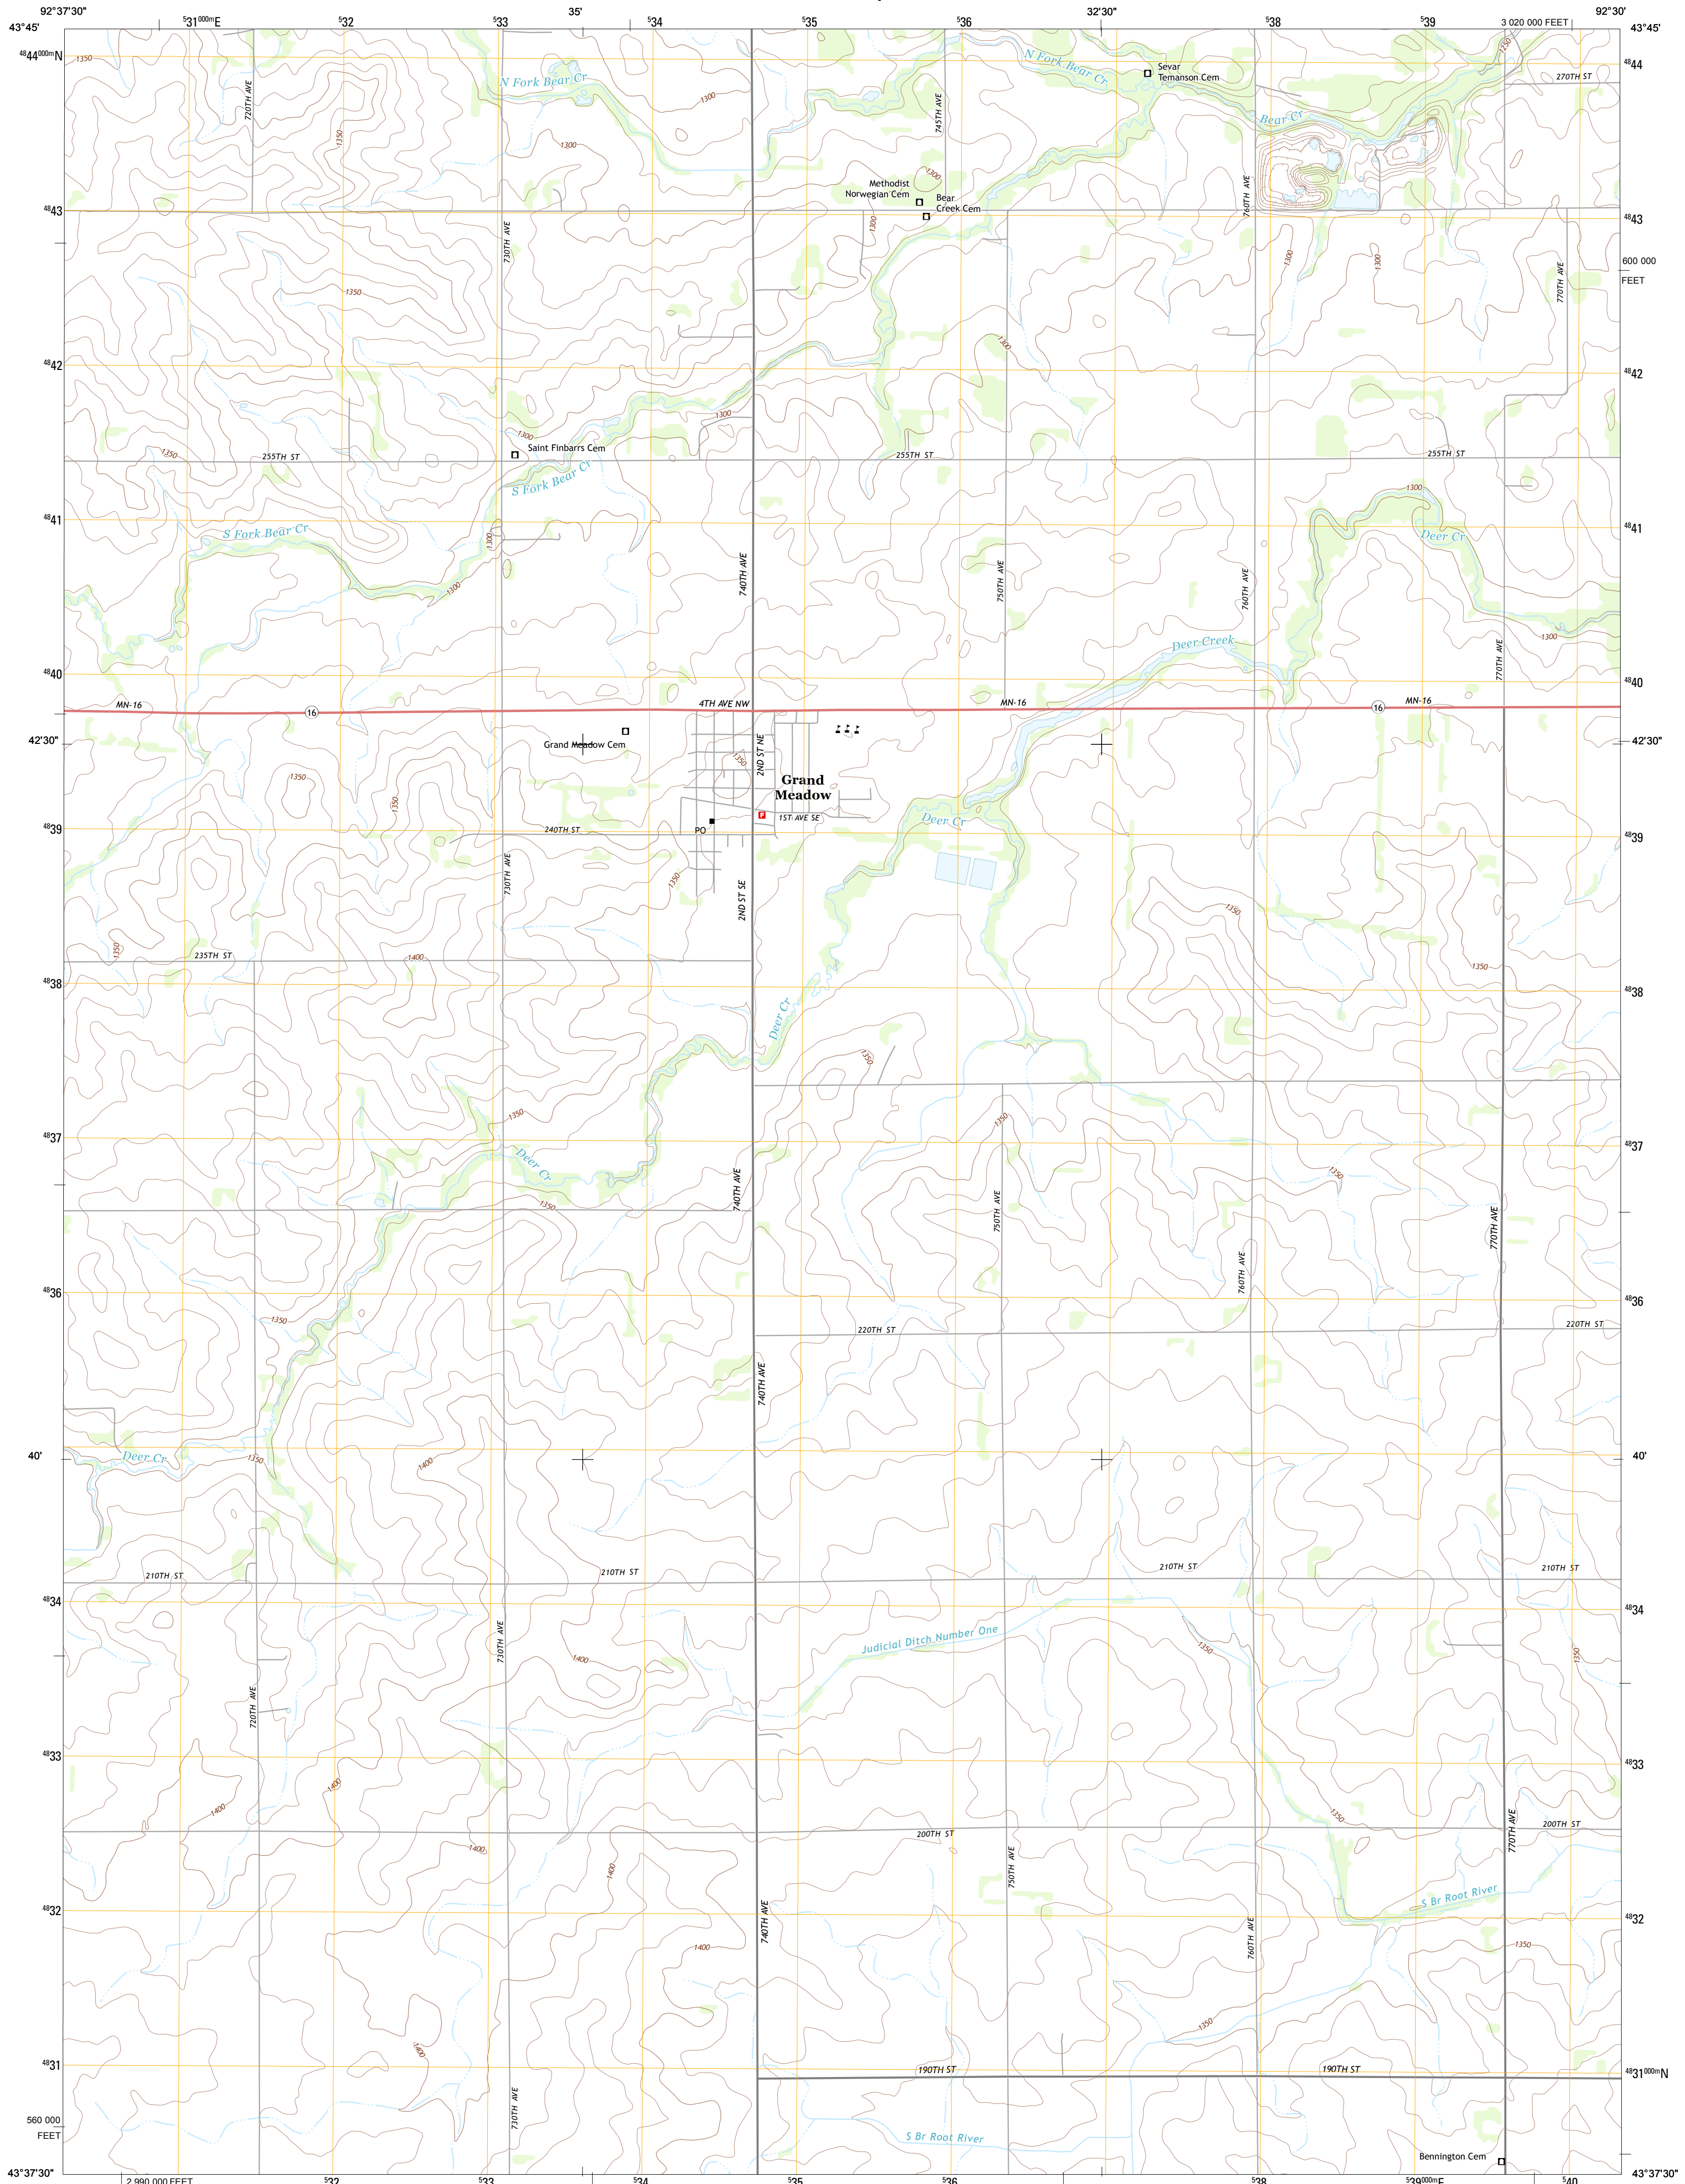 92°37'30"
⁵31⁰⁰⁰ᵐE
⁵32
⁵33
35'
⁵34
⁵35
⁵36
32'30"
⁵38
⁵39
3 020 000 FEET
92°30'
43°45'
43°45'
⁴⁸44⁰⁰⁰ᵐN
1350
N Fork Bear Cr
N Fork Bear Cr
Sevar
Temanson Cem
1250
⁴⁸44
270TH ST
720TH AVE
1300
745TH AVE
Bear Cr
1350
1300
1300
Methodist
Norwegian Cem
Bear
Creek Cem
760TH AVE
⁴⁸43
⁴⁸43
730TH AVE
1300
1300
1300
600 000
FEET
770TH AVE
1350
1300
⁴⁸42
⁴⁸42
1300
1300
Saint Finbarrs Cem
1350
255TH ST
255TH ST
255TH ST
S Fork Bear Cr
1300
⁴⁸41
⁴⁸41
S Fork Bear Cr
1300
Deer Cr
740TH AVE
750TH AVE
760TH AVE
1300
1300
Deer Creek
770TH AVE
⁴⁸40
⁴⁸40
MN-16
16
4TH AVE NW
MN-16
16
MN-16
42'30"
Grand Meadow Cem
2ND ST NE
42'30"
1350
1350
1350
Grand
Meadow
PO
F
1ST AVE SE
Deer Cr
⁴⁸39
240TH ST
⁴⁸39
730TH AVE
1350
2ND ST SE
1350
1350
235TH ST
1400
1350
⁴⁸38
⁴⁸38
Deer Cr
1350
1350
1350
⁴⁸37
⁴⁸37
Deer Cr
1350
740TH AVE
750TH AVE
1350
770TH AVE
760TH AVE
⁴⁸36
⁴⁸36
1350
220TH ST
220TH ST
740TH AVE
40'
Deer Cr
1350
1400
40'
210TH ST
210TH ST
210TH ST
210TH ST
⁴⁸34
⁴⁸34
730TH AVE
Judicial Ditch Number One
1350
1350
1400
720TH AVE
⁴⁸33
⁴⁸33
1400
1400
1350
770TH AVE
200TH ST
200TH ST
1400
1400
750TH AVE
S Br Root River
⁴⁸32
⁴⁸32
740TH AVE
760TH AVE
1400
1350
1350
1400
⁴⁸31
190TH ST
190TH ST
⁴⁸31⁰⁰⁰ᵐN
730TH AVE
560 000
FEET
S Br Root River
Bennington Cem
43°37'30"
43°37'30"
2 990 000 FEET
⁵32
⁵33
⁵34
⁵35
⁵36
⁵38
⁵39⁰⁰⁰ᵐE
⁵40